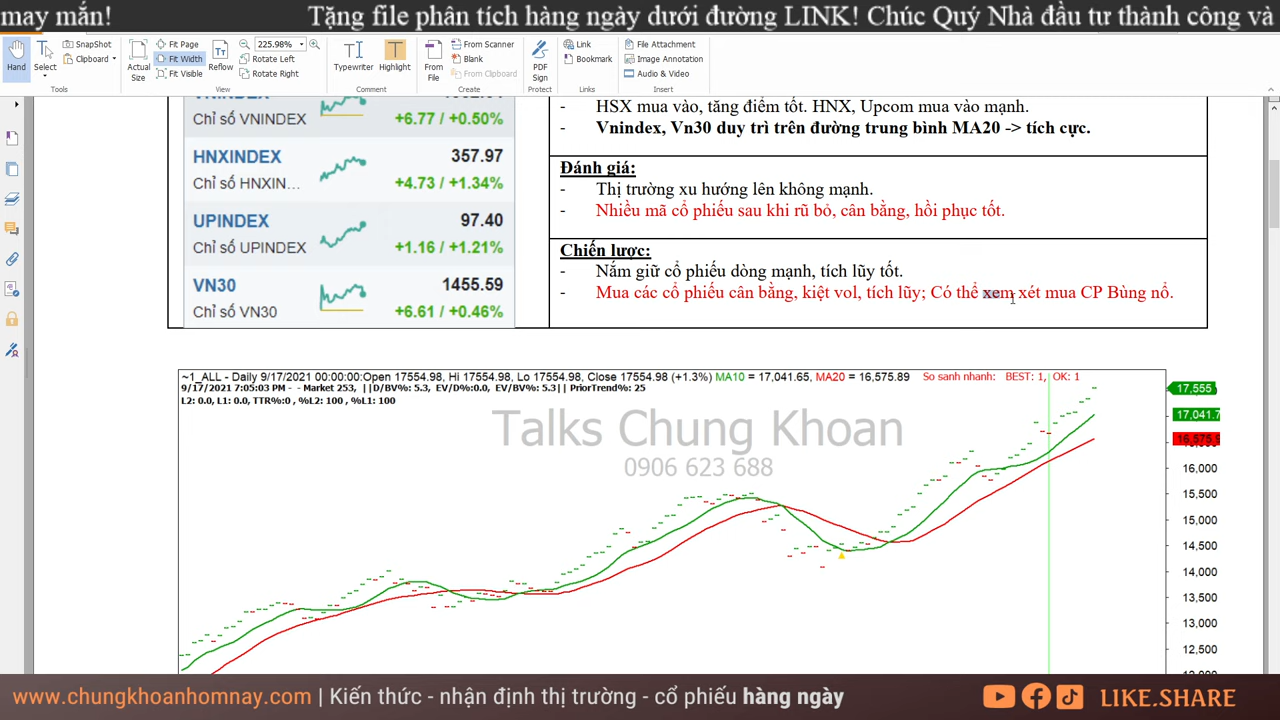 may mắn! Tặng file phân tích hàng ngày dưới đường LINK! Chúc Quý Nhà đầu tư thành công và
Hand
Select
SnapShot
Clipboard
Tools
Actual Size
Fit Page
Fit Width
Fit Visible
Reflow
225.98%
Rotate Left
Rotate Right
View
Typewriter
Highlight
Comment
From File
From Scanner
Blank
From Clipboard
Create
PDF Sign
Protect
Link
Bookmark
Links
File Attachment
Image Annotation
Audio & Video
Insert
Chỉ số VNINDEX +6.77 / +0.50%
HNXINDEX 357.97
Chỉ số HNXIN... +4.73 / +1.34%
UPINDEX 97.40
Chỉ số UPINDEX +1.16 / +1.21%
VN30 1455.59
Chỉ số VN30 +6.61 / +0.46%
- HSX mua vào, tăng điểm tốt. HNX, Upcom mua vào mạnh.
- Vnindex, Vn30 duy trì trên đường trung bình MA20 -> tích cực.
Đánh giá:
- Thị trường xu hướng lên không mạnh.
- Nhiều mã cổ phiếu sau khi rũ bỏ, cân bằng, hồi phục tốt.
Chiến lược:
- Nắm giữ cổ phiếu dòng mạnh, tích lũy tốt.
- Mua các cổ phiếu cân bằng, kiệt vol, tích lũy; Có thể xem xét mua CP Bùng nổ.
~1_ALL - Daily 9/17/2021 00:00:00:Open 17554.98, Hi 17554.98, Lo 17554.98, Close 17554.98 (+1.3%) MA10 = 17,041.65, MA20 = 16,575.89 So sanh nhanh: BEST: 1, OK: 1
9/17/2021 7:05:03 PM - - Market 253, ||D/BV%: 5.3, EV/D%:0.0, EV/BV%: 5.3|| PriorTrend%: 25
L2: 0.0, L1: 0.0, TTR%:0 , %L2: 100 , %L1: 100
Talks Chung Khoan
0906 623 688
17,555
17,041.7
16,575.9
16,000
15,500
15,000
14,500
14,000
13,500
13,000
12,500
www.chungkhoanhomnay.com | Kiến thức - nhận định thị trường - cổ phiếu hàng ngày
LIKE.SHARE